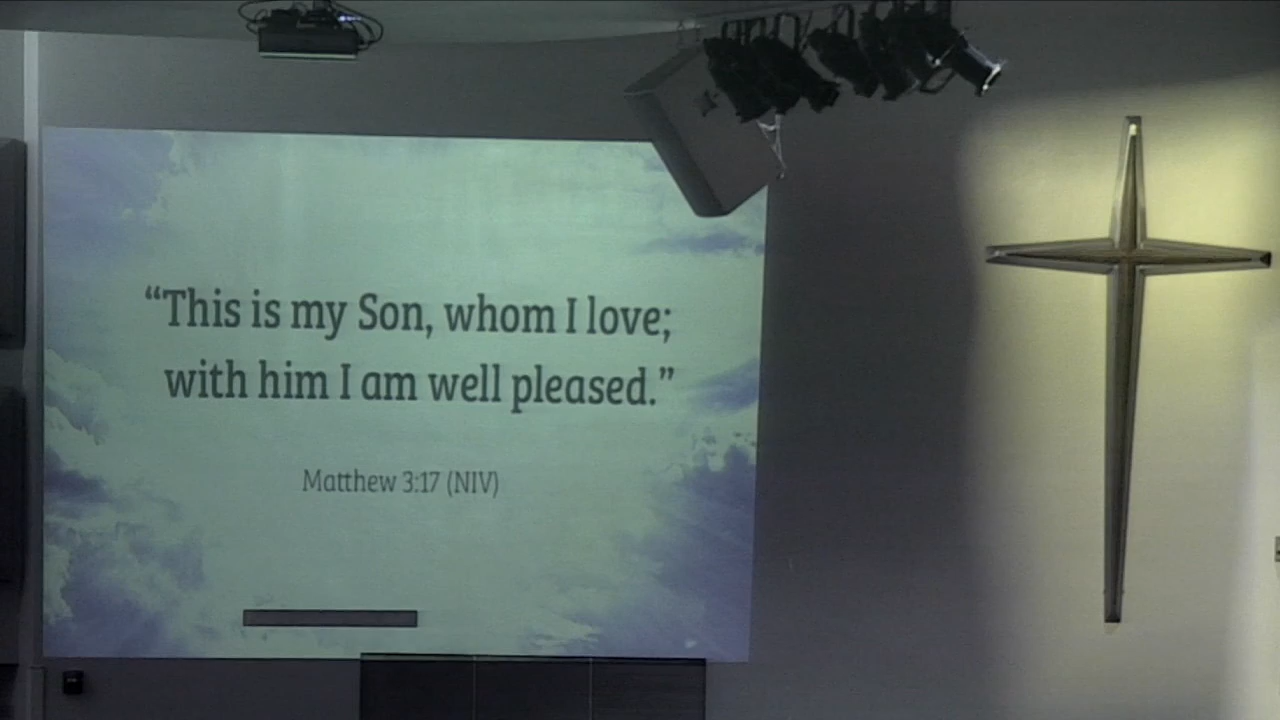 “This is my Son, whom I love;
with him I am well pleased.”
Matthew 3:17 (NIV)